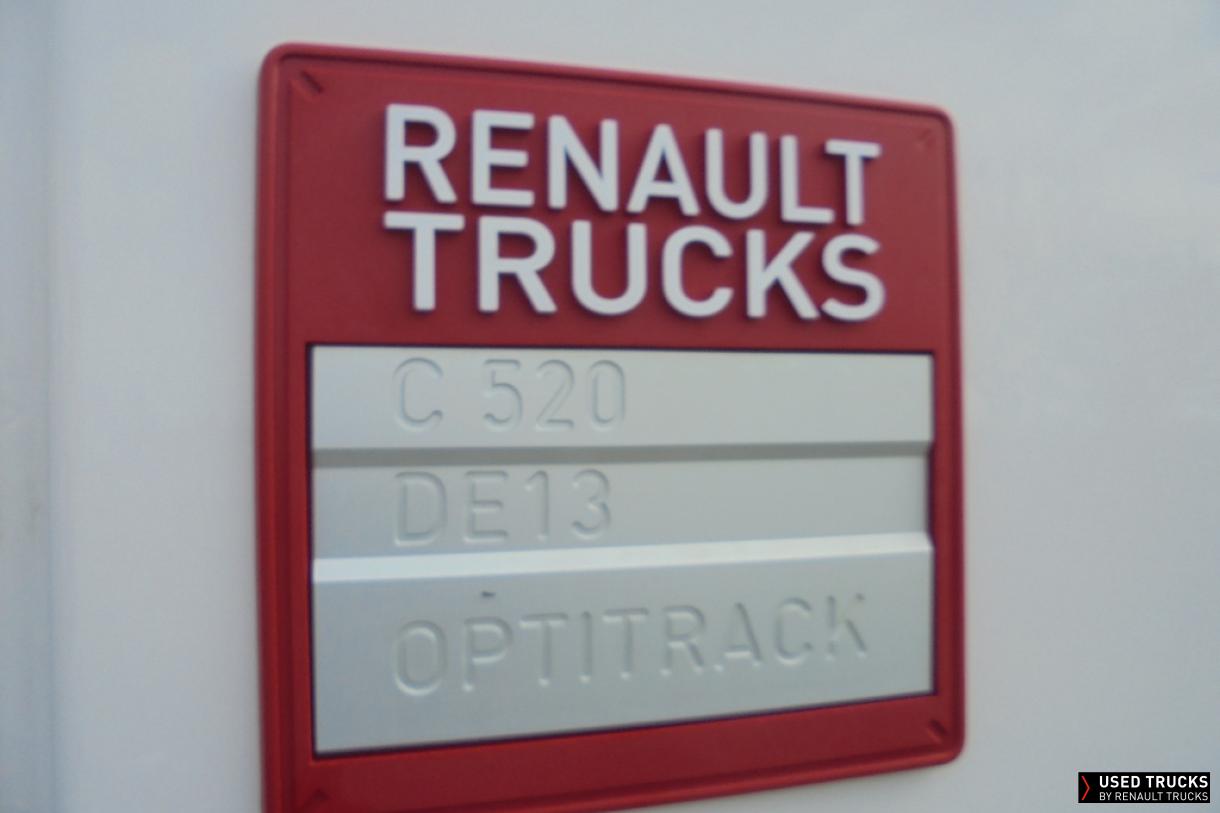 RENAULT
TRUCKS
C 520
DE13
OPTITRACK
USED TRUCKS
BY RENAULT TRUCKS